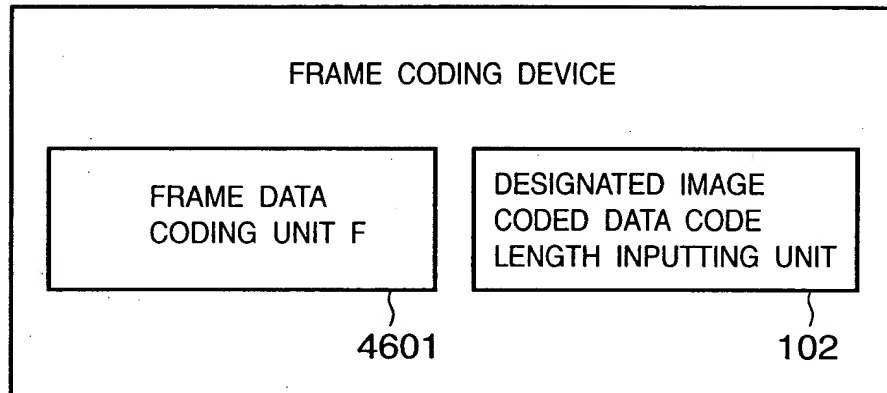 FRAME CODING DEVICE
FRAME DATA
CODING UNIT F
4601
DESIGNATED IMAGE
CODED DATA CODE
LENGTH INPUTTING UNIT
102